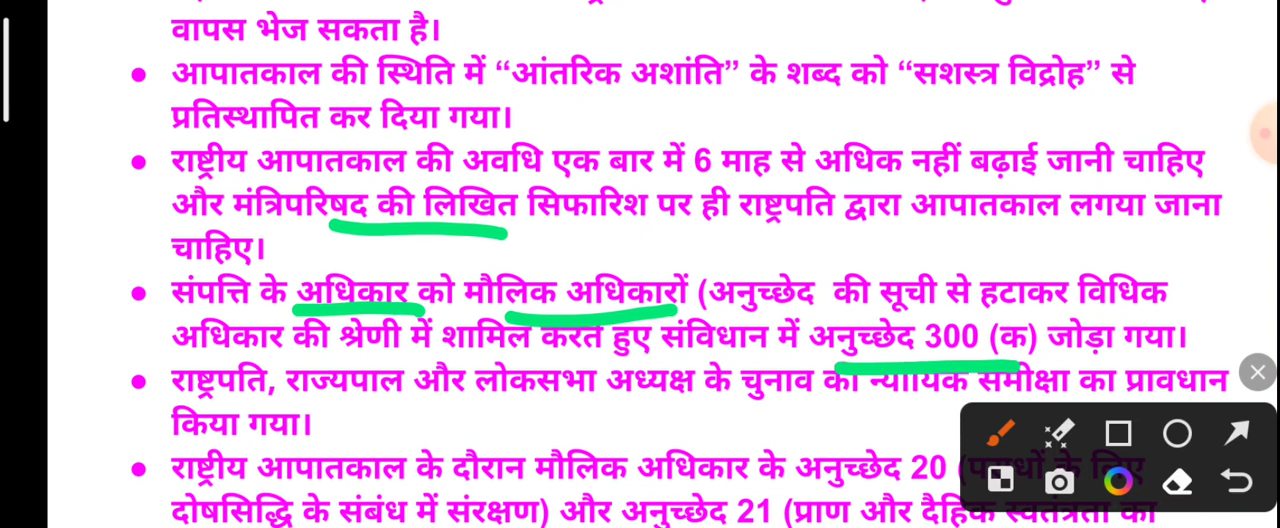 वापस भेज सकता है।
• आपातकाल की स्थिति में “आंतरिक अशांति” के शब्द को “सशस्त्र विद्रोह” से
प्रतिस्थापित कर दिया गया।
• राष्ट्रीय आपातकाल की अवधि एक बार में 6 माह से अधिक नहीं बढ़ाई जानी चाहिए
और मंत्रिपरिषद की लिखित सिफारिश पर ही राष्ट्रपति द्वारा आपातकाल लगया जाना
चाहिए।
• संपत्ति के अधिकार को मौलिक अधिकारों (अनुच्छेद की सूची से हटाकर विधिक
अधिकार की श्रेणी में शामिल करते हुए संविधान में अनुच्छेद 300 (क) जोड़ा गया।
• राष्ट्रपति, राज्यपाल और लोकसभा अध्यक्ष के चुनाव की न्यायिक समीक्षा का प्रावधान
किया गया।
• राष्ट्रीय आपातकाल के दौरान मौलिक अधिकार के अनुच्छेद 20 के लिए
दोषसिद्धि के संबंध में संरक्षण) और अनुच्छेद 21 (प्राण और दैहिक स्वतंत्रता का